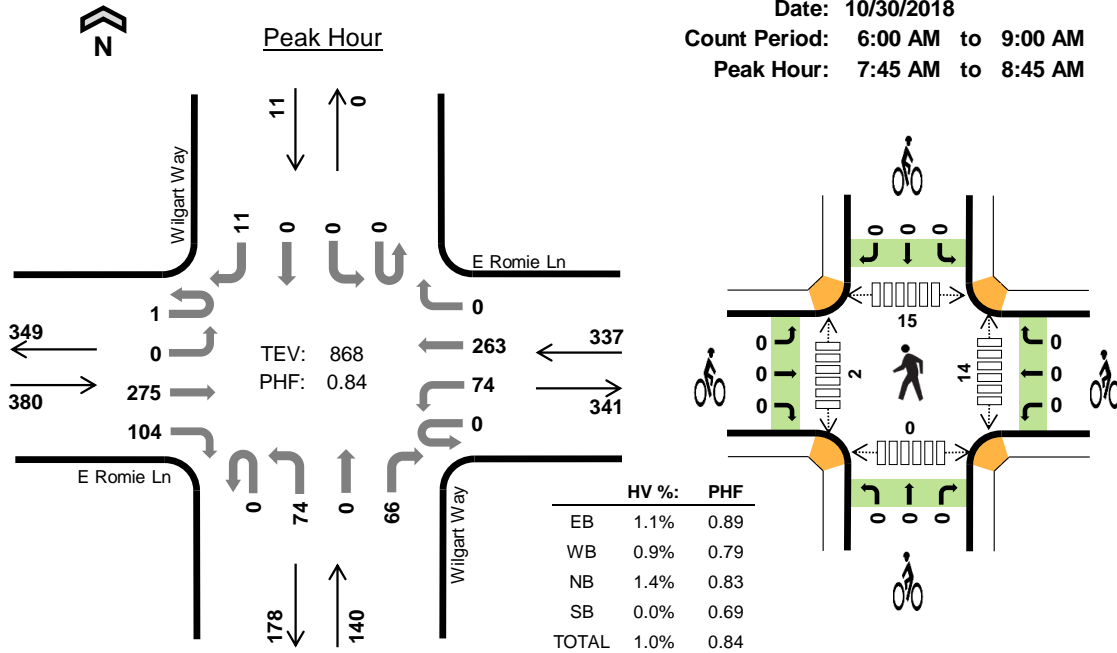 Date: 10/30/2018
Count Period: 6:00 AM to 9:00 AM
Peak Hour: 7:45 AM to 8:45 AM
N
Peak Hour
11
0
Wilgart Way
11 0 0 0
E Romie Ln
1
0
275
104
349
380
TEV: 868
PHF: 0.84
0
263
74
0
337
341
E Romie Ln
0 74 0 66
Wilgart Way
178
140
HV %: PHF
EB 1.1% 0.89
WB 0.9% 0.79
NB 1.4% 0.83
SB 0.0% 0.69
TOTAL 1.0% 0.84
0 0 0
15
0
0
0
2
14
0
0
0
0
0 0 0